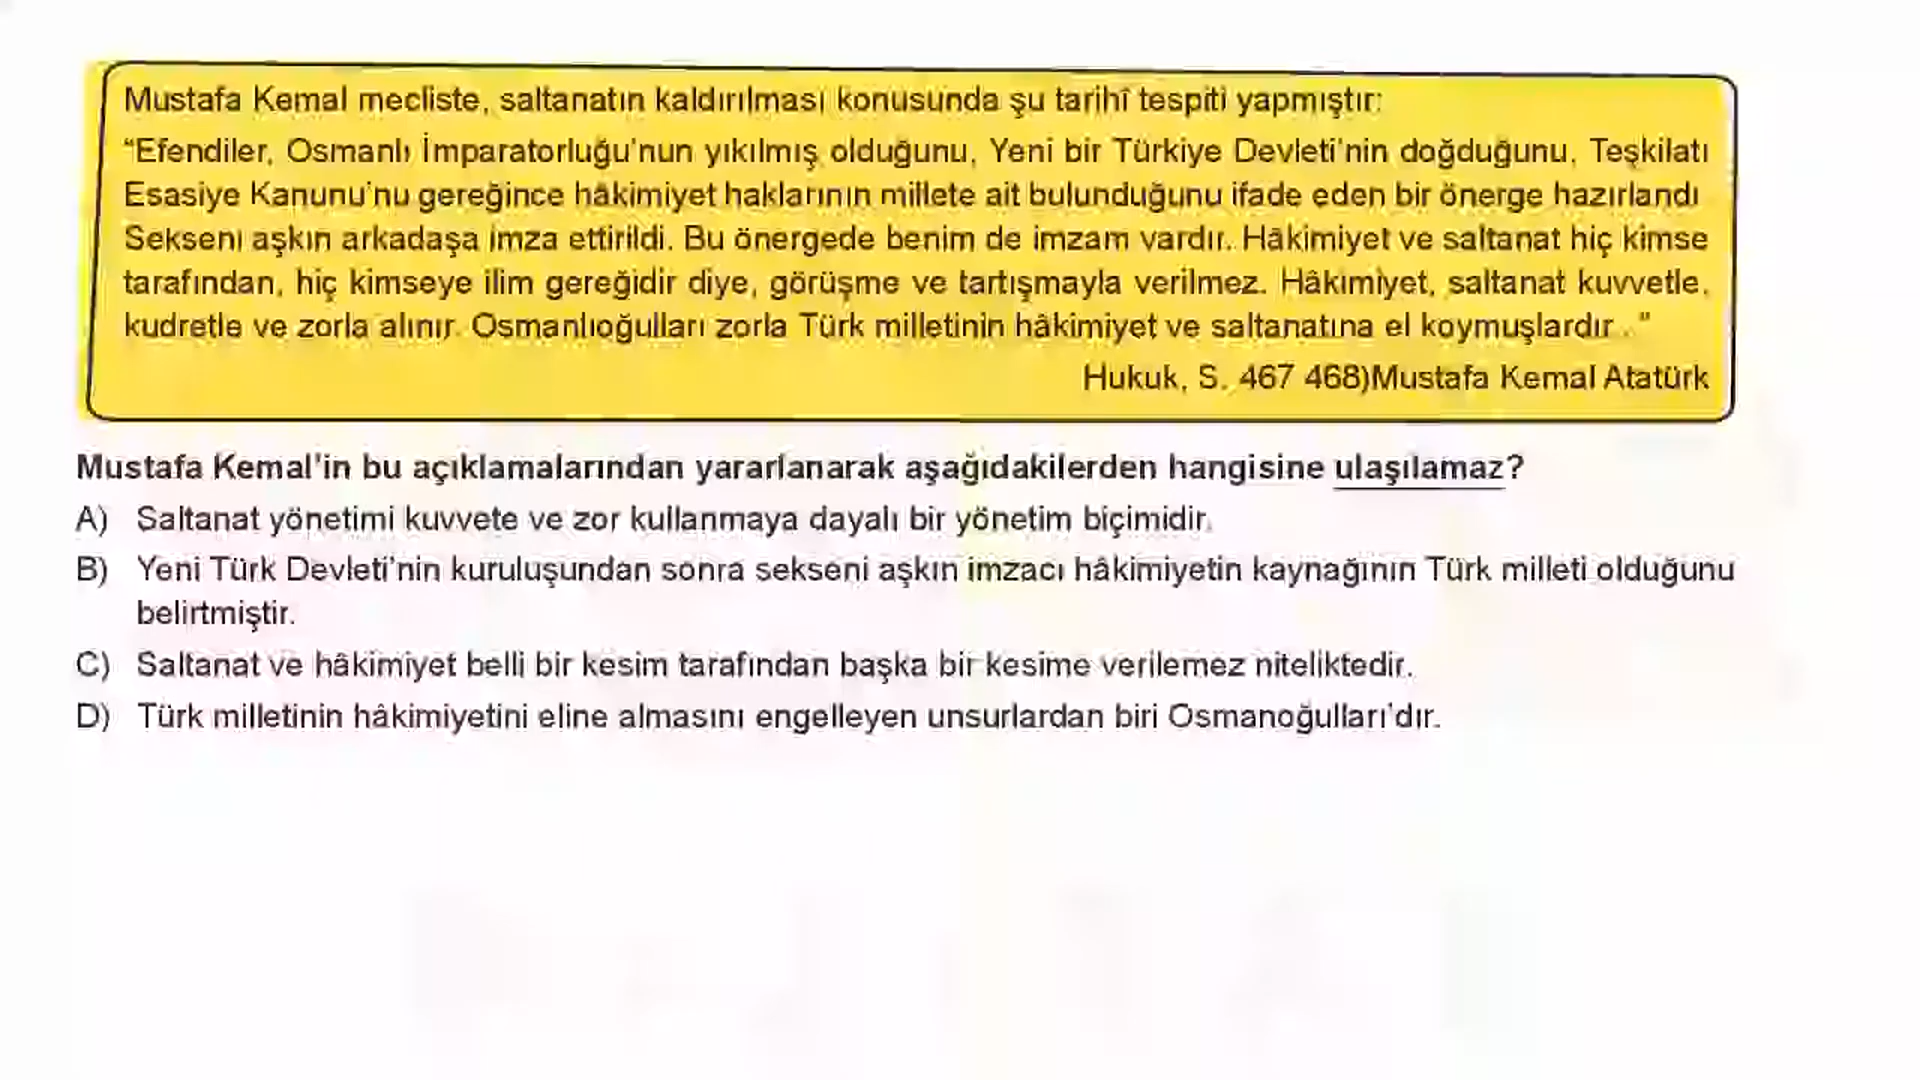 Mustafa Kemal mecliste, saltanatın kaldırılması konusunda şu tarihî tespiti yapmıştır:
"Efendiler, Osmanlı İmparatorluğu'nun yıkılmış olduğunu, Yeni bir Türkiye Devleti'nin doğduğunu, Teşkilatı
Esasiye Kanunu'nu gereğince hâkimiyet haklarının millete ait bulunduğunu ifade eden bir önerge hazırlandı
Sekseni aşkın arkadaşa imza ettirildi. Bu önergede benim de imzam vardır. Hâkimiyet ve saltanat hiç kimse
tarafından, hiç kimseye ilim gereğidir diye, görüşme ve tartışmayla verilmez. Hâkimiyet, saltanat kuvvetle,
kudretle ve zorla alınır. Osmanlıoğulları zorla Türk milletinin hâkimiyet ve saltanatına el koymuşlardır..."
Hukuk, S. 467 468)Mustafa Kemal Atatürk
Mustafa Kemal'in bu açıklamalarından yararlanarak aşağıdakilerden hangisine ulaşılamaz?
A) Saltanat yönetimi kuvvete ve zor kullanmaya dayalı bir yönetim biçimidir.
B) Yeni Türk Devleti'nin kuruluşundan sonra sekseni aşkın imzacı hâkimiyetin kaynağının Türk milleti olduğunu
belirtmiştir.
C) Saltanat ve hâkimiyet belli bir kesim tarafından başka bir kesime verilemez niteliktedir.
D) Türk milletinin hâkimiyetini eline almasını engelleyen unsurlardan biri Osmanoğulları'dır.